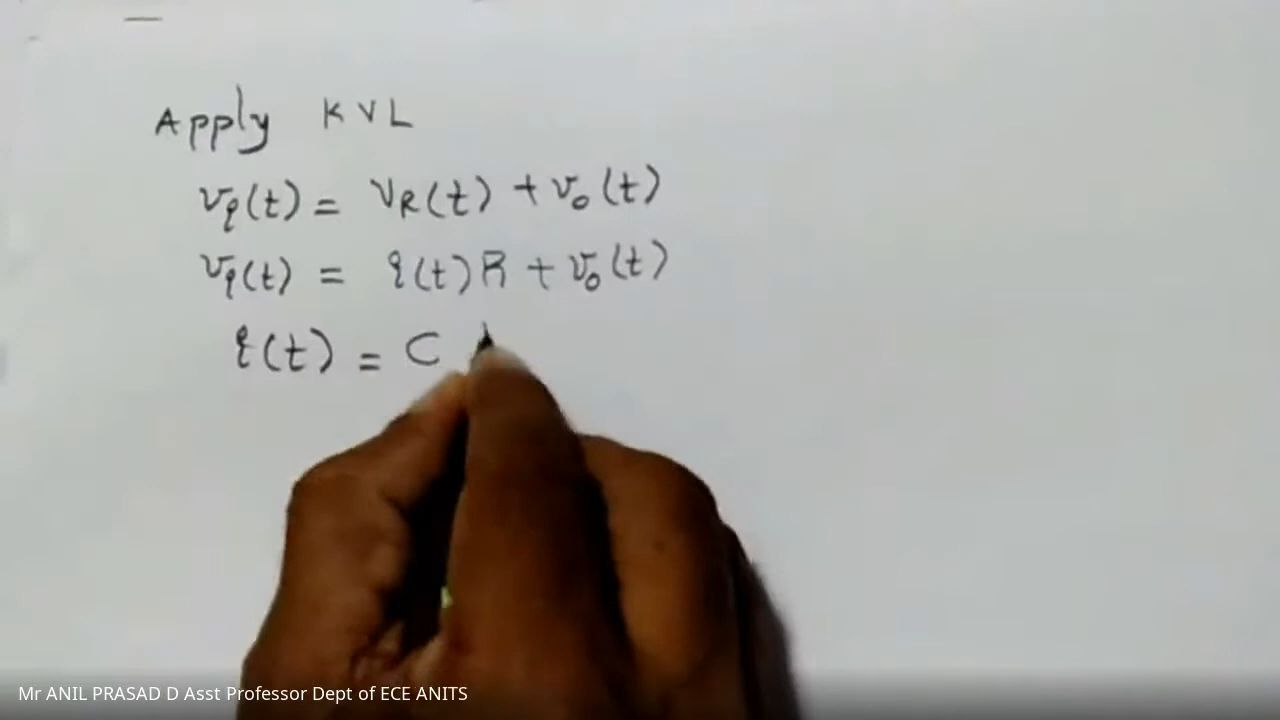 Apply KVL
vi(t) = VR(t) + vo(t)
vi(t) = i(t)R + vo(t)
i(t) = C
Mr ANIL PRASAD D Asst Professor Dept of ECE ANITS